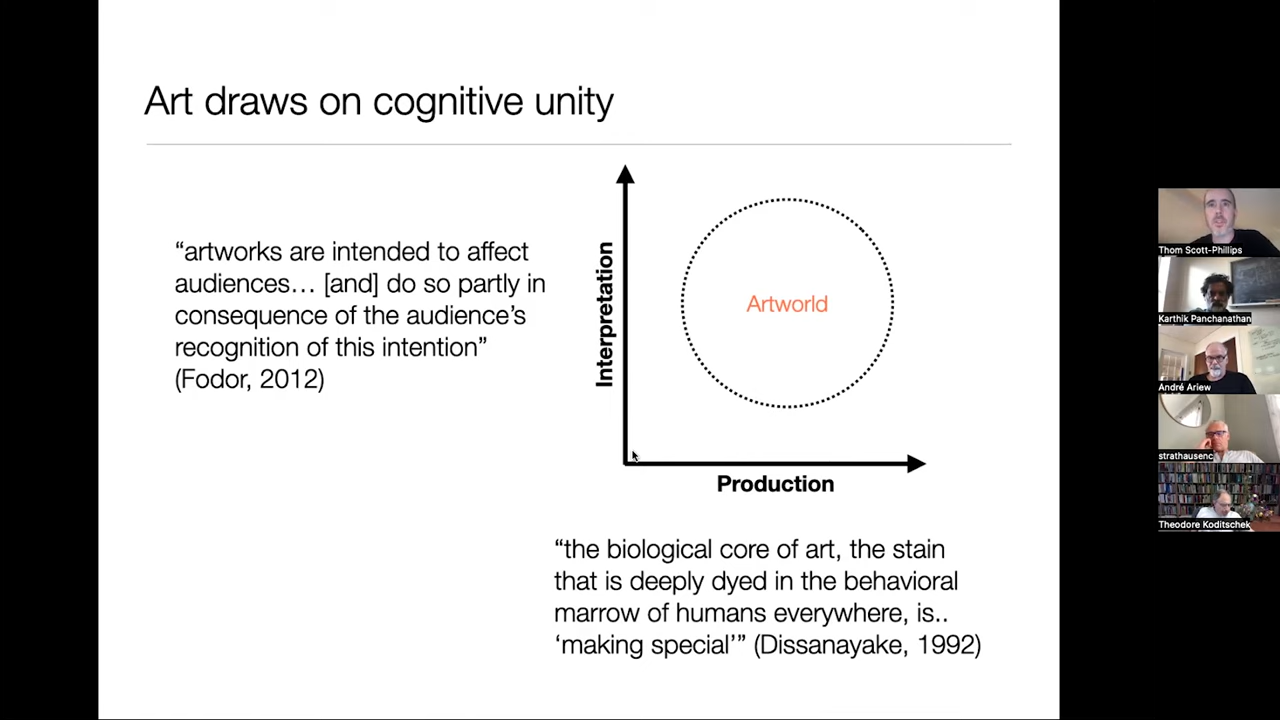 Art draws on cognitive unity
“artworks are intended to affect
audiences… [and] do so partly in
consequence of the audience’s
recognition of this intention”
(Fodor, 2012)
Interpretation
Artworld
Production
“the biological core of art, the stain
that is deeply dyed in the behavioral
marrow of humans everywhere, is..
‘making special’” (Dissanayake, 1992)
Thom Scott-Phillips
Karthik Panchanathan
André Ariew
strathausenc
Theodore Koditschek